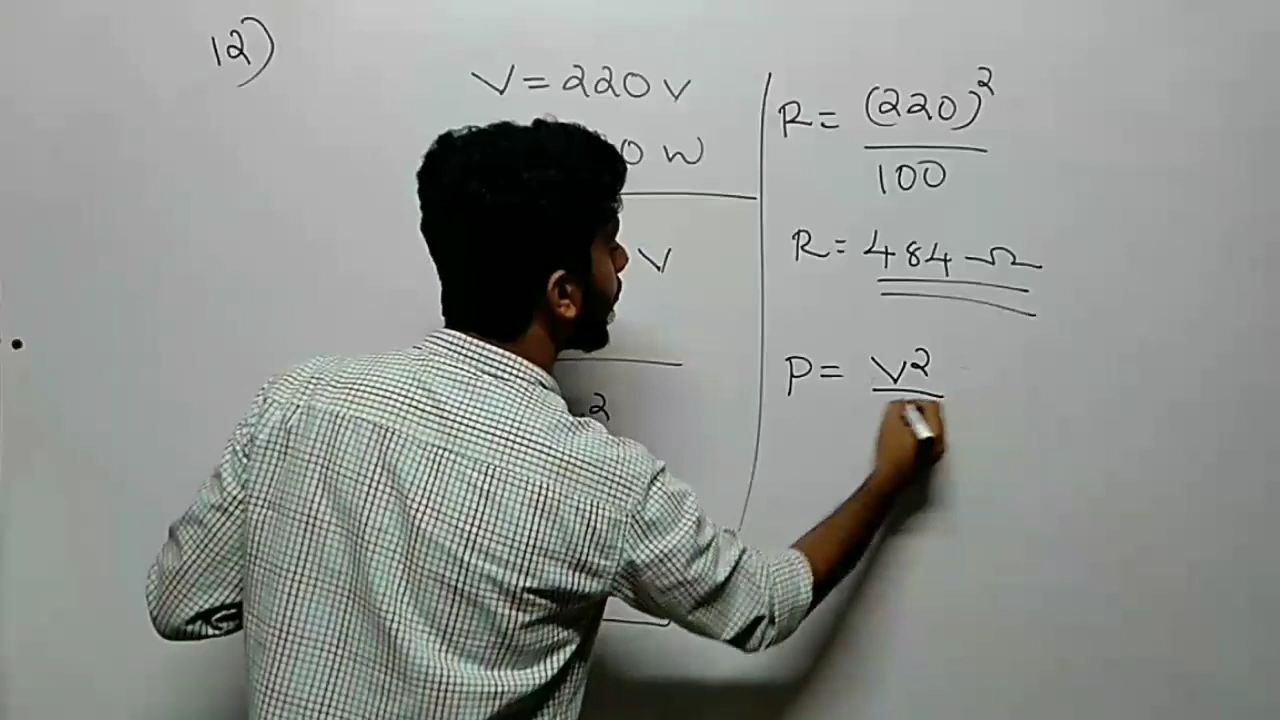 12)
V = 220 V
0 W
V
2
R = (220)²
100
R = 484 Ω
P = V²